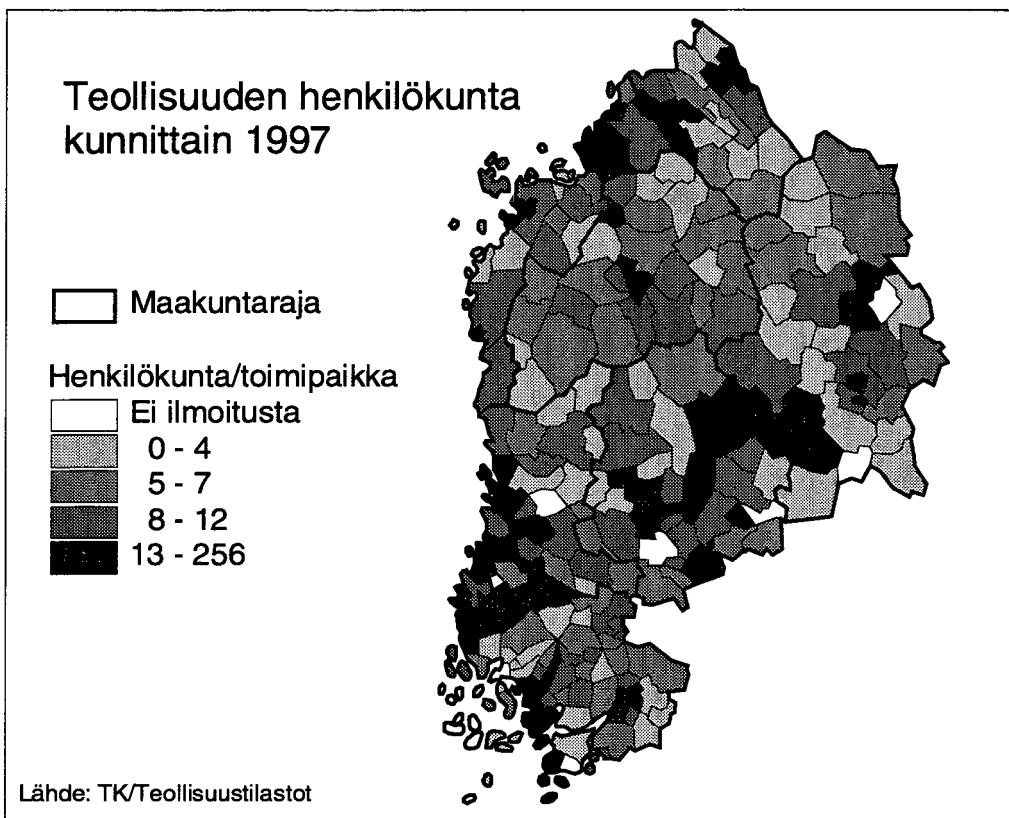 Teollisuuden henkilökunta
kunnittain 1997
Maakuntaraja
Henkilökunta/toimipaikka
Ei ilmoitusta
0 - 4
5 - 7
8 - 12
13 - 256
Lähde: TK/Teollisuustilastot